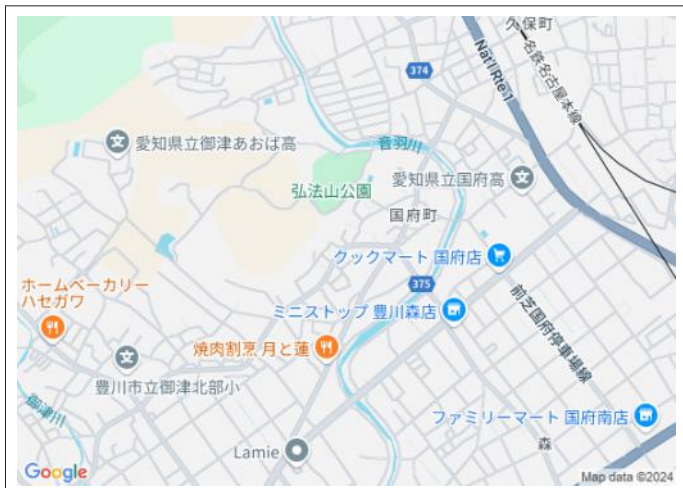 久保町
Nat'l Rte 1
名鉄名古屋本線
374
音羽川
愛知県立御津あおば高
愛知県立国府高
弘法山公園
国府町
クックマート 国府店
375
ホームベーカリー
ハセガワ
ミニストップ 豊川森店
前芝国府停車場線
焼肉割烹 月と蓮
豊川市立御津北部小
御津川
ファミリーマート 国府南店
森
Lamie
Google
Map data ©2024